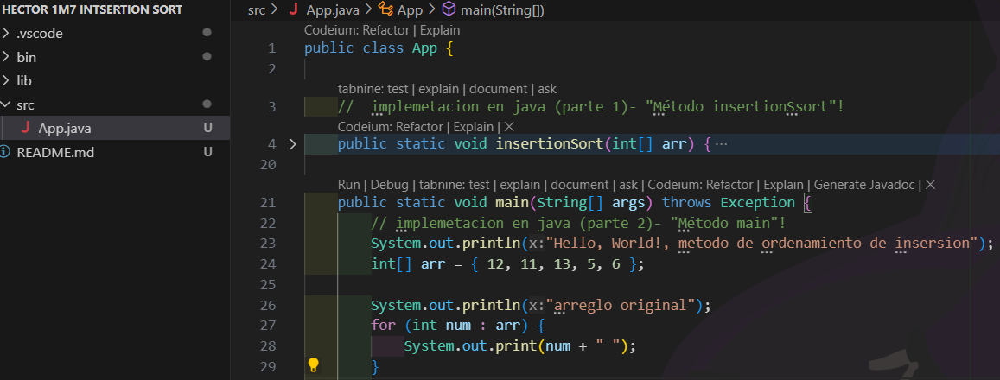 HECTOR 1M7 INTSERTION SORT
.vscode
bin
lib
src
App.java U
README.md U
src > App.java > App > main(String[])
Codeium: Refactor | Explain
1 public class App {
2
tabnine: test | explain | document | ask
3 //  implemetacion en java (parte 1)- "Método insertionSsort"!
Codeium: Refactor | Explain | X
4 public static void insertionSort(int[] arr) { ...
20
Run | Debug | tabnine: test | explain | document | ask | Codeium: Refactor | Explain | Generate Javadoc | X
21 public static void main(String[] args) throws Exception {
22 // implemetacion en java (parte 2)- "Método main"!
23 System.out.println(x:"Hello, World!, metodo de ordenamiento de insersion");
24 int[] arr = { 12, 11, 13, 5, 6 };
25
26 System.out.println(x:"arreglo original");
27 for (int num : arr) {
28 System.out.print(num + " ");
29 }